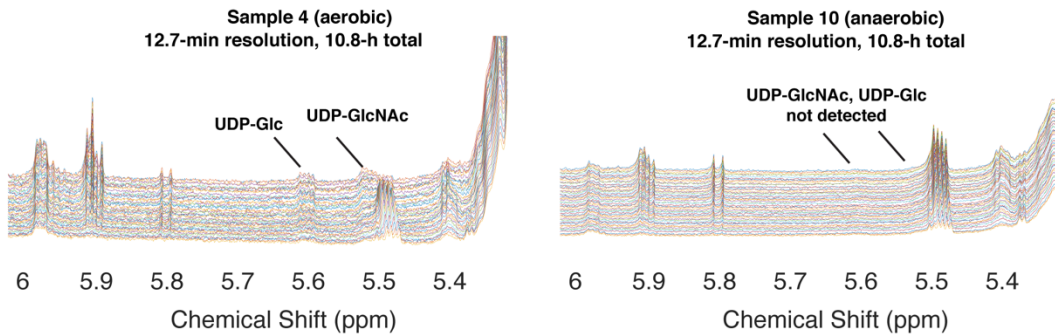 Sample 4 (aerobic)
12.7-min resolution, 10.8-h total
UDP-Glc
UDP-GlcNAc
6 5.9 5.8 5.7 5.6 5.5 5.4
Chemical Shift (ppm)
Sample 10 (anaerobic)
12.7-min resolution, 10.8-h total
UDP-GlcNAc, UDP-Glc
not detected
6 5.9 5.8 5.7 5.6 5.5 5.4
Chemical Shift (ppm)